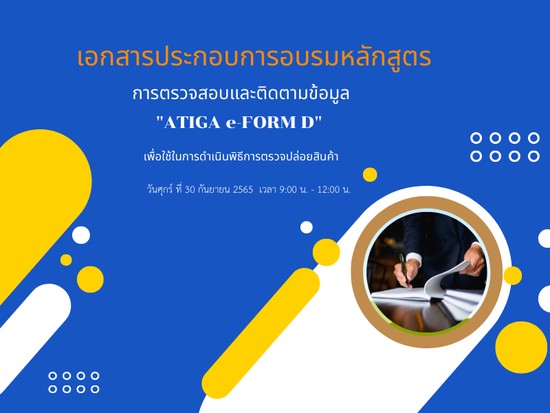 เอกสารประกอบการอบรมหลักสูตร
การตรวจสอบและติดตามข้อมูล
"ATIGA e-FORM D"
เพื่อใช้ในการดำเนินพิธีการตรวจปล่อยสินค้า
วันศุกร์ ที่ 30 กันยายน 2565 เวลา 9:00 น. - 12:00 น.